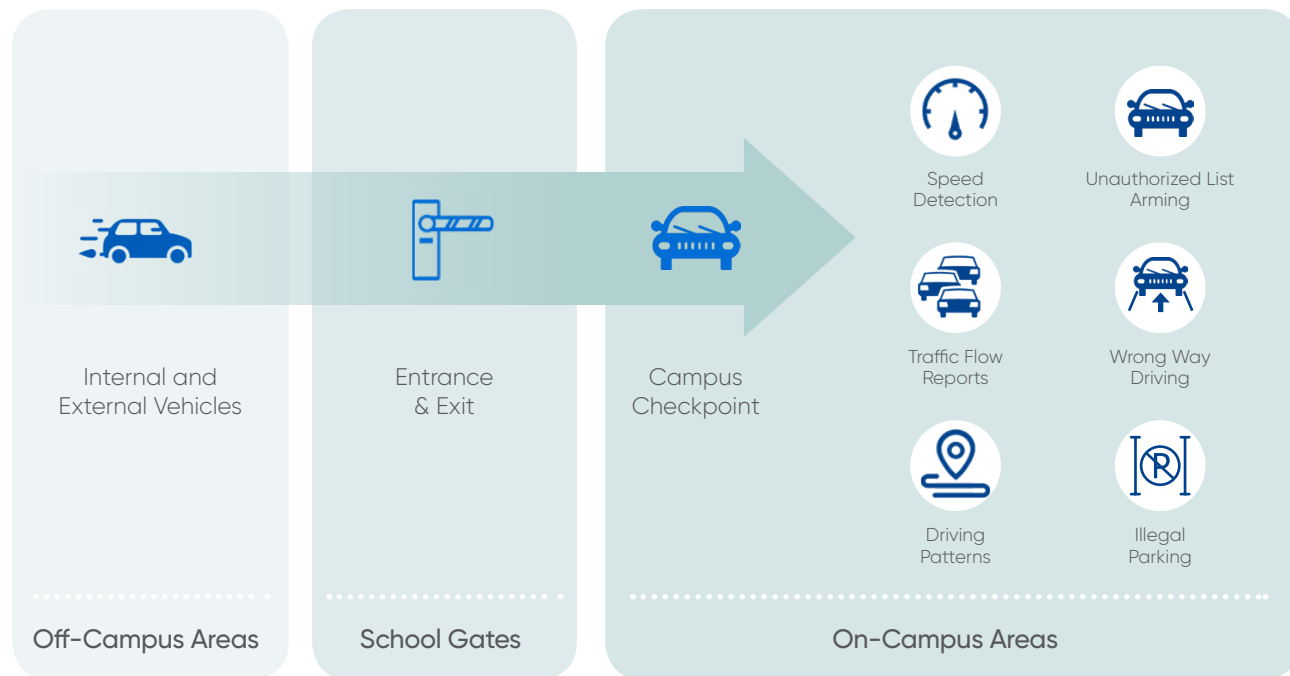 Internal and
External Vehicles
Off-Campus Areas
Entrance
& Exit
School Gates
Campus
Checkpoint
Speed
Detection
Unauthorized List
Arming
Traffic Flow
Reports
Wrong Way
Driving
Driving
Patterns
P
Illegal
Parking
On-Campus Areas